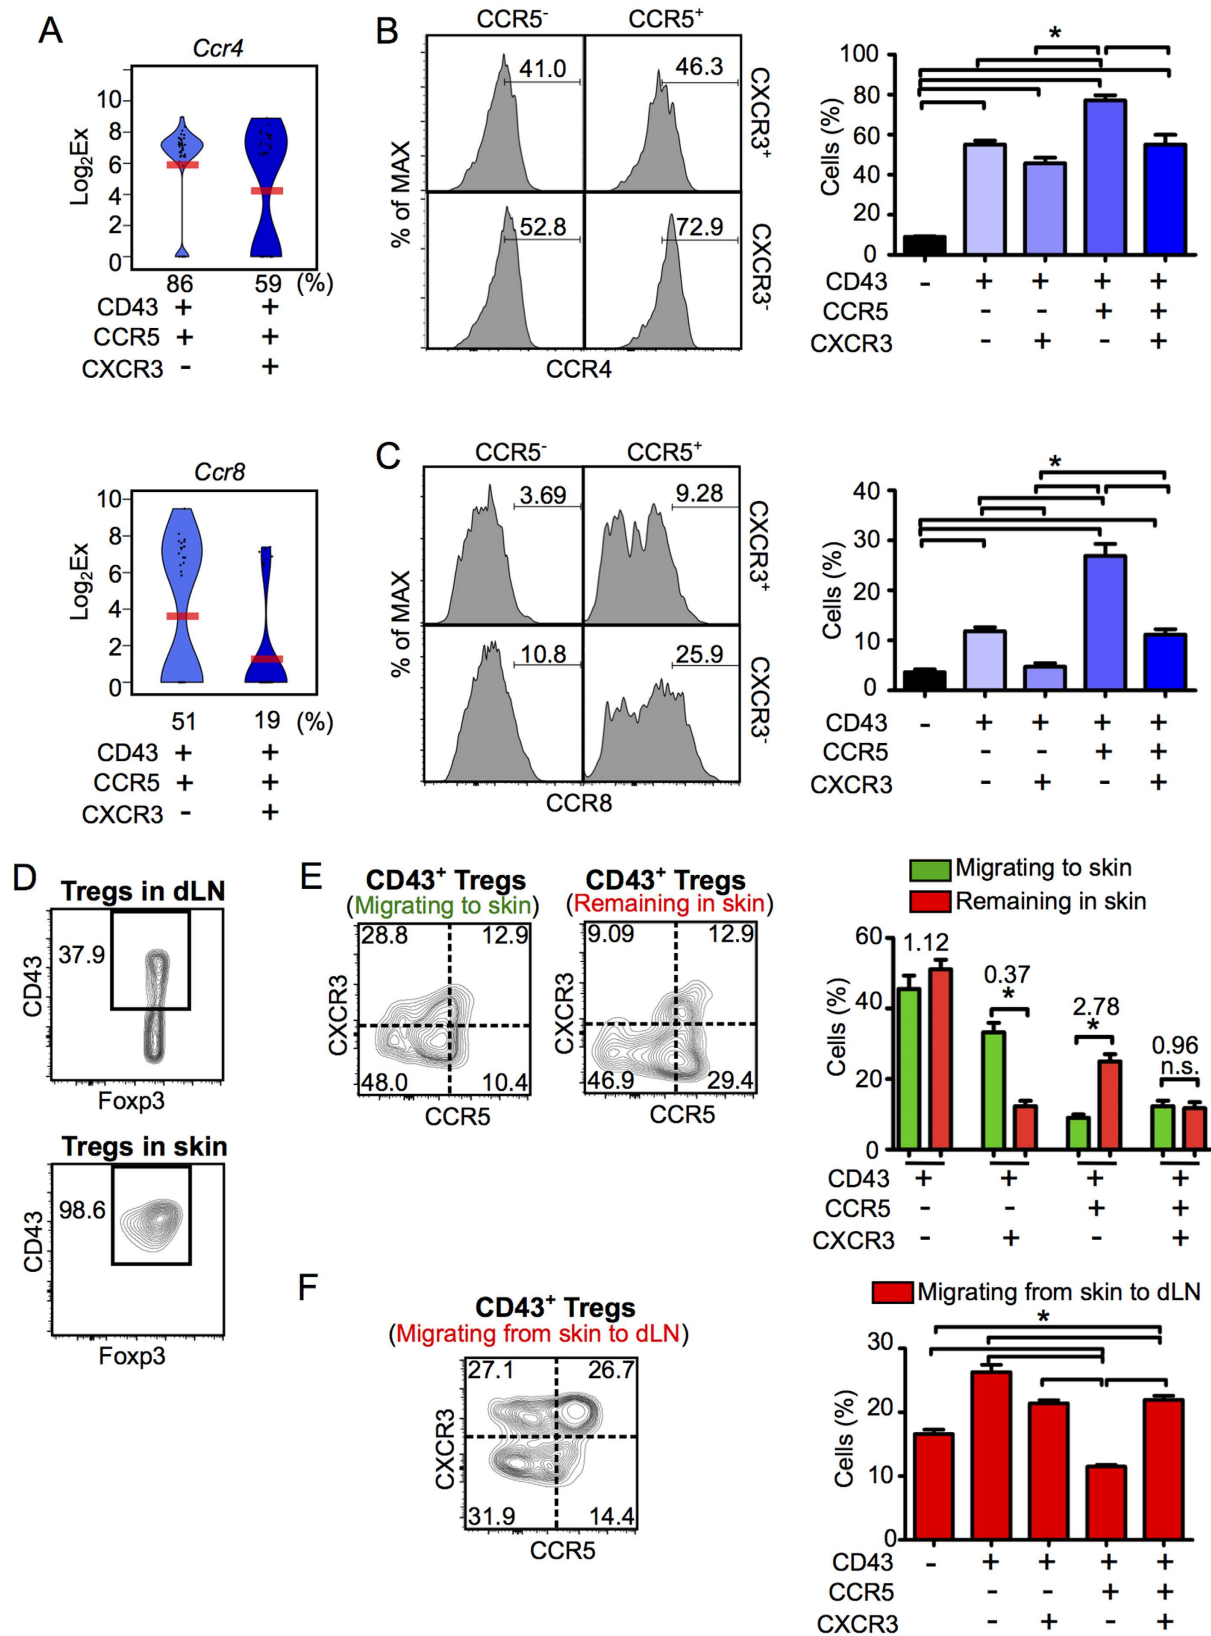 A
Ccr4
Log2Ex
10
8
6
4
2
0
86 59 (%)
CD43 + +
CCR5 + +
CXCR3 - +
Ccr8
Log2Ex
10
8
6
4
2
0
51 19 (%)
CD43 + +
CCR5 + +
CXCR3 - +
B
CCR5- CCR5+
41.0 46.3
CXCR3+
52.8 72.9
CXCR3-
% of MAX
CCR4
*
Cells (%)
100
80
60
40
20
0
CD43 - + + + +
CCR5 - - + +
CXCR3 - + - +
C
CCR5- CCR5+
3.69 9.28
CXCR3+
10.8 25.9
CXCR3-
% of MAX
CCR8
*
Cells (%)
40
30
20
10
0
CD43 - + + + +
CCR5 - - + +
CXCR3 - + - +
D
Tregs in dLN
37.9
CD43
Foxp3
Tregs in skin
98.6
CD43
Foxp3
E
CD43+ Tregs
(Migrating to skin)
28.8 12.9
CXCR3
48.0 10.4
CCR5
CD43+ Tregs
(Remaining in skin)
9.09 12.9
CXCR3
46.9 29.4
CCR5
Migrating to skin
Remaining in skin
Cells (%)
60
40
20
0
1.12
0.37
*
2.78
*
0.96
n.s.
CD43 + + + +
CCR5 - - + +
CXCR3 - + - +
F
CD43+ Tregs
(Migrating from skin to dLN)
27.1 26.7
CXCR3
31.9 14.4
CCR5
Migrating from skin to dLN
*
Cells (%)
30
20
10
0
CD43 - + + + +
CCR5 - - + +
CXCR3 - + - +